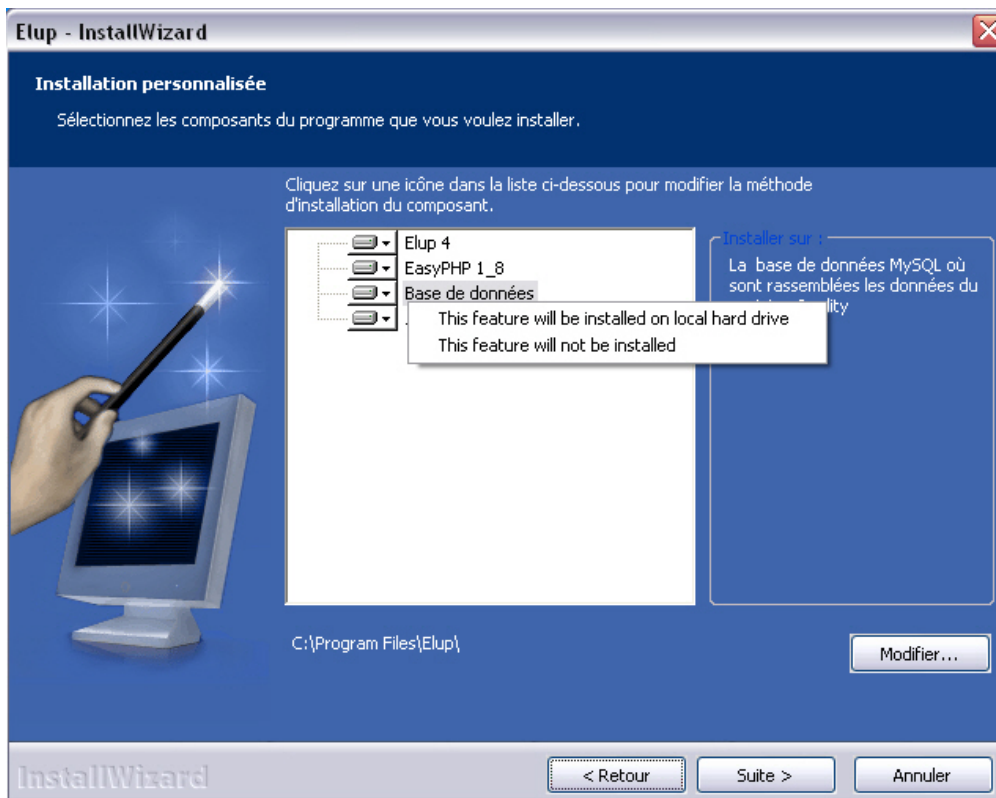 Elup - InstallWizard
Installation personnalisée
Sélectionnez les composants du programme que vous voulez installer.
Cliquez sur une icône dans la liste ci-dessous pour modifier la méthode
d'installation du composant.
Elup 4
EasyPHP 1_8
Base de données
This feature will be installed on local hard drive
This feature will not be installed
Installer sur :
La base de données MySQL où
sont rassemblées les données du
C:\Program Files\Elup\
Modifier...
InstallWizard
< Retour
Suite >
Annuler